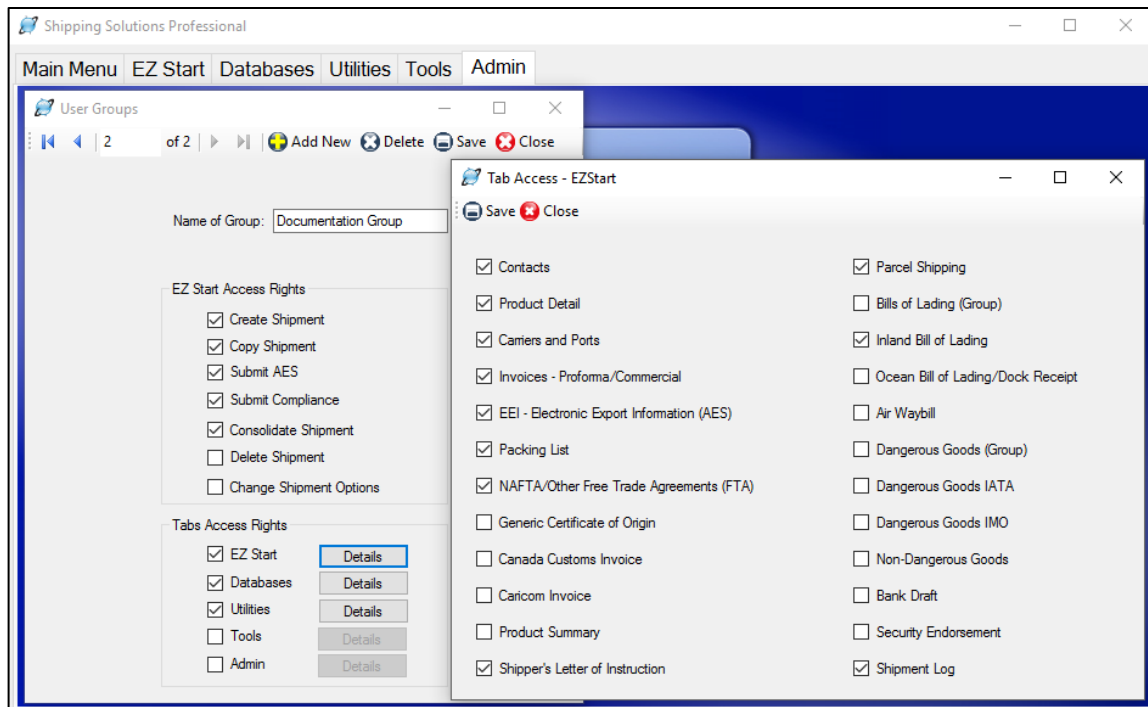 Shipping Solutions Professional
Main Menu EZ Start Databases Utilities Tools Admin
User Groups
2 of 2 Add New Delete Save Close
Name of Group: Documentation Group
EZ Start Access Rights
Create Shipment
Copy Shipment
Submit AES
Submit Compliance
Consolidate Shipment
Delete Shipment
Change Shipment Options
Tabs Access Rights
EZ Start Details
Databases Details
Utilities Details
Tools Details
Admin Details
Tab Access - EZStart
Save Close
Contacts
Product Detail
Carriers and Ports
Invoices - Proforma/Commercial
EEI - Electronic Export Information (AES)
Packing List
NAFTA/Other Free Trade Agreements (FTA)
Generic Certificate of Origin
Canada Customs Invoice
Caricom Invoice
Product Summary
Shipper's Letter of Instruction
Parcel Shipping
Bills of Lading (Group)
Inland Bill of Lading
Ocean Bill of Lading/Dock Receipt
Air Waybill
Dangerous Goods (Group)
Dangerous Goods IATA
Dangerous Goods IMO
Non-Dangerous Goods
Bank Draft
Security Endorsement
Shipment Log